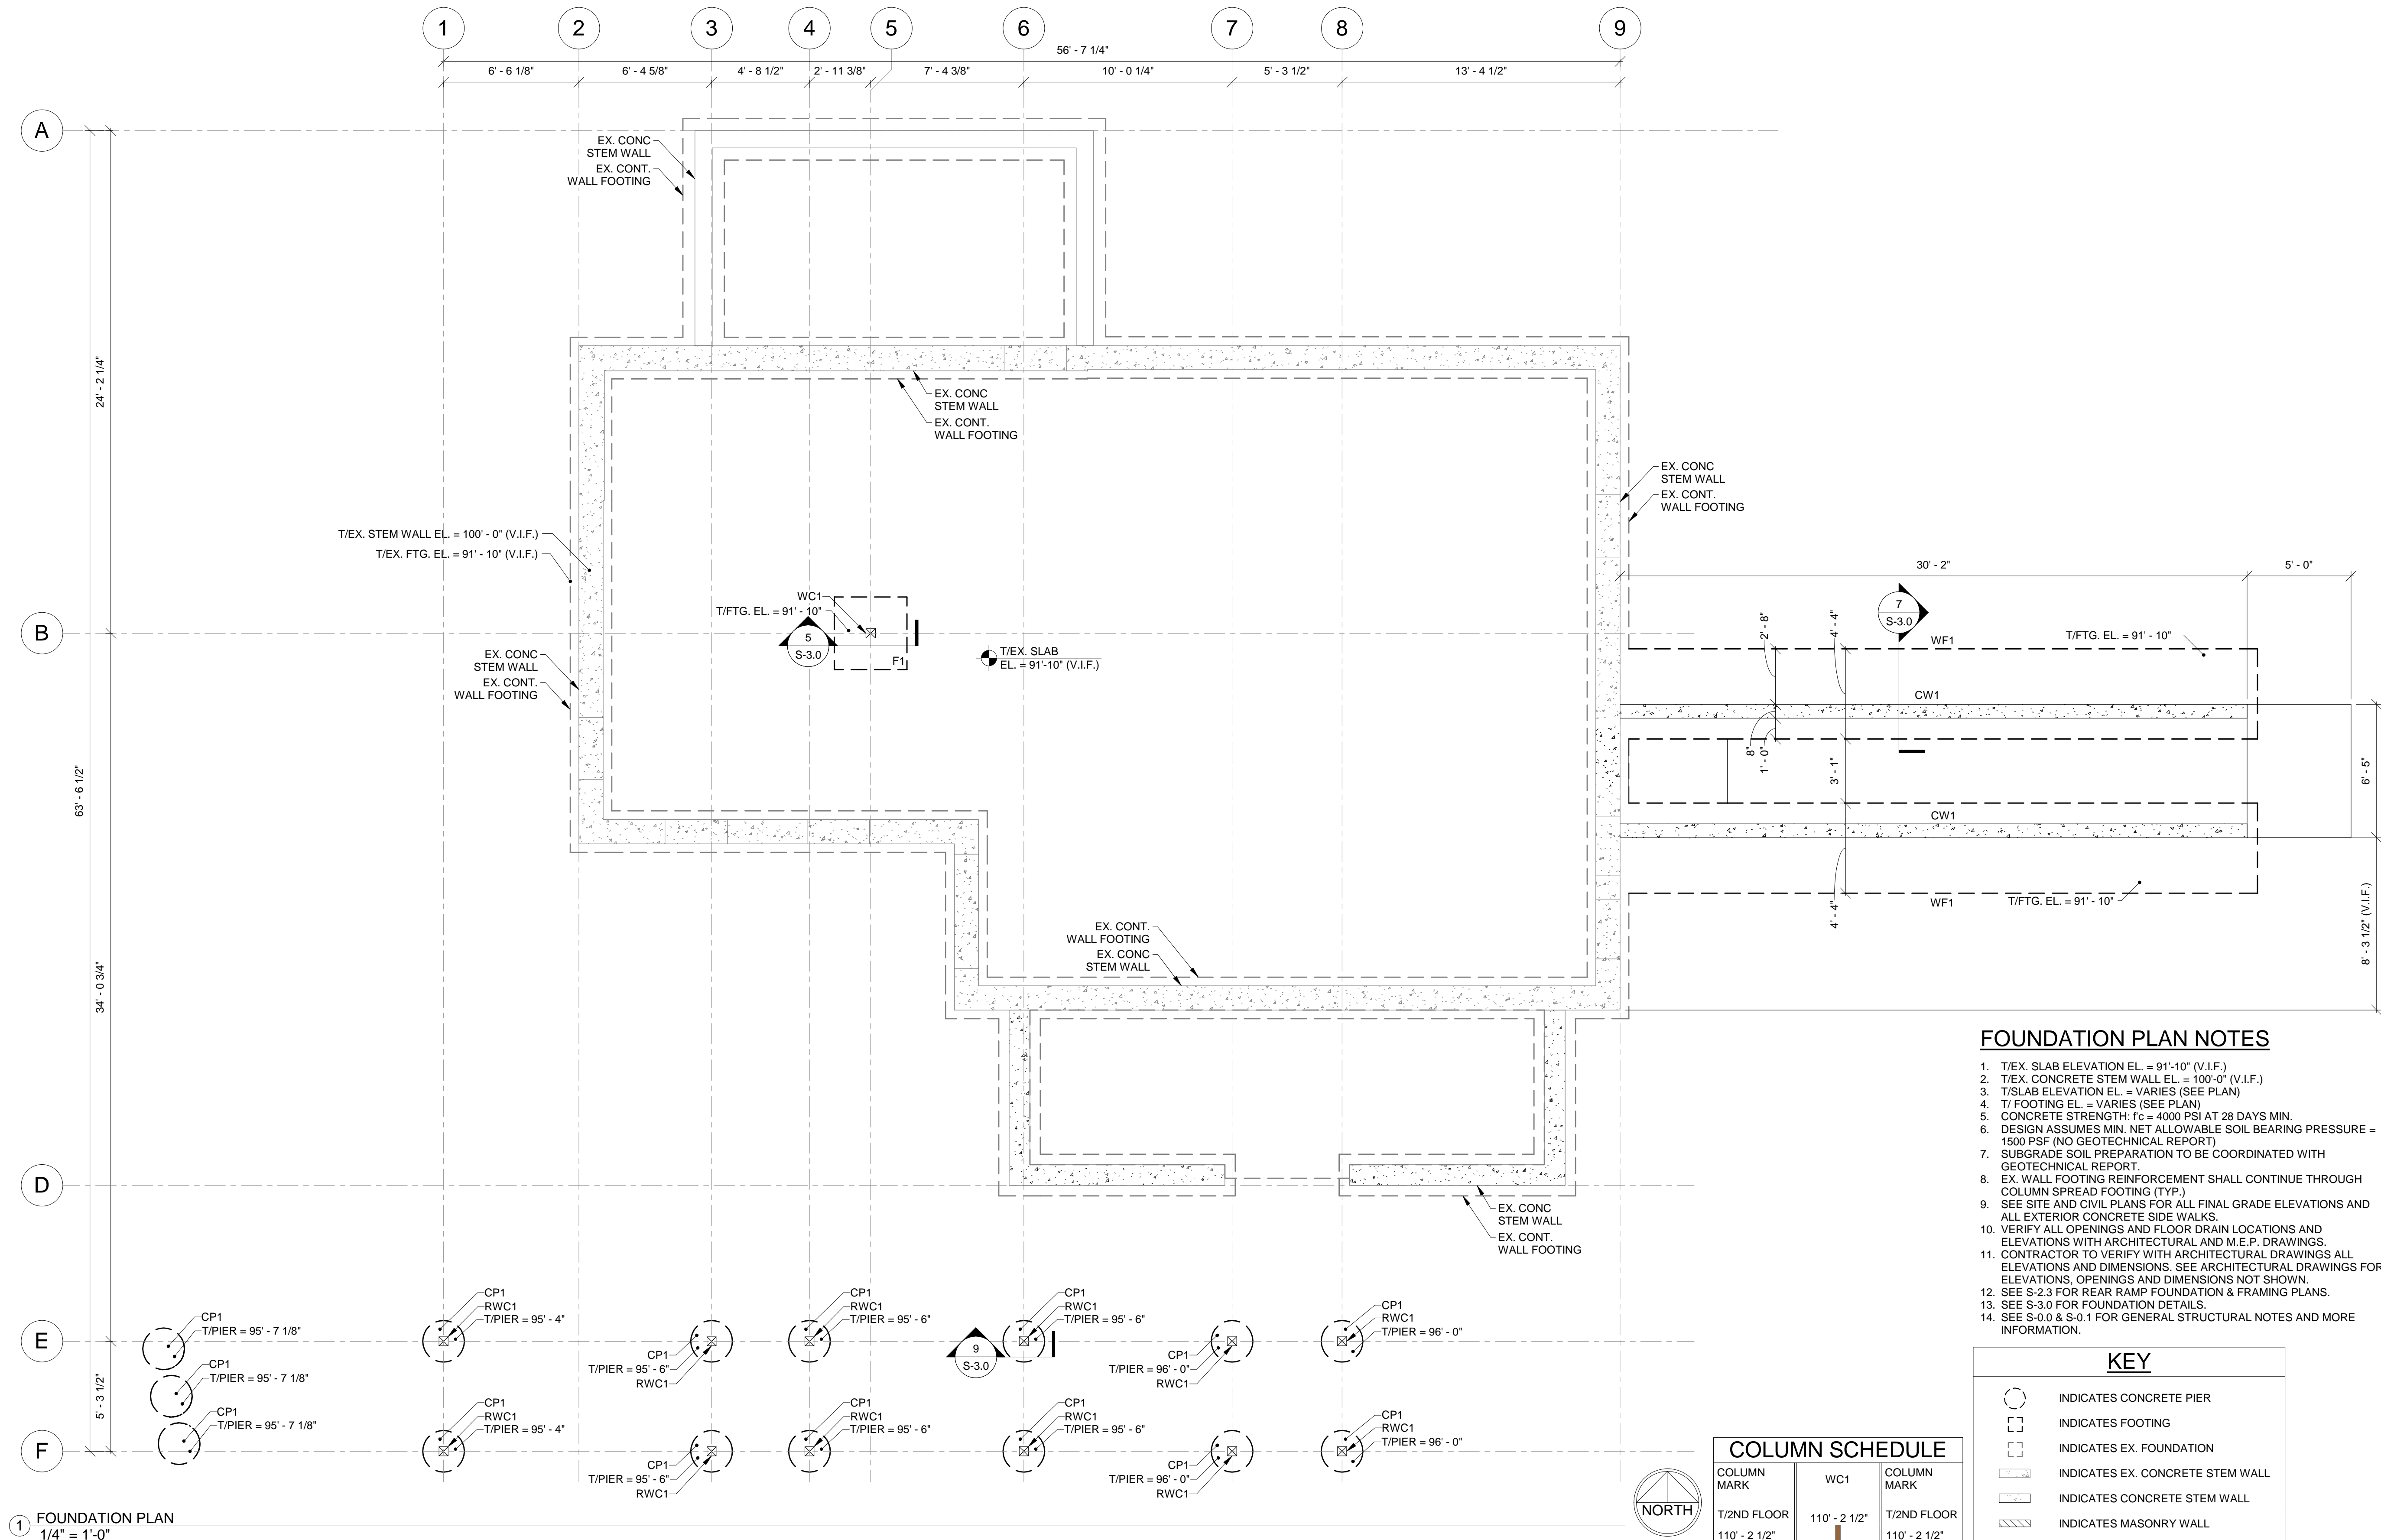 1 2 3 4 5 6 7 8 9
56' - 7 1/4"
6' - 6 1/8" 6' - 4 5/8" 4' - 8 1/2" 2' - 11 3/8" 7' - 4 3/8" 10' - 0 1/4" 5' - 3 1/2" 13' - 4 1/2"
A
EX. CONC
STEM WALL
EX. CONT.
WALL FOOTING
24' - 2 1/4"
EX. CONC
STEM WALL
EX. CONT.
WALL FOOTING
EX. CONC
STEM WALL
EX. CONT.
WALL FOOTING
T/EX. STEM WALL EL. = 100' - 0" (V.I.F.)
T/EX. FTG. EL. = 91' - 10" (V.I.F.)
30' - 2"
5' - 0"
WC1
T/FTG. EL. = 91' - 10"
5
S-3.0
F1
B
T/EX. SLAB
EL. = 91'-10" (V.I.F.)
EX. CONC
STEM WALL
EX. CONT.
WALL FOOTING
7
S-3.0
2' - 8"
4' - 4"
WF1
T/FTG. EL. = 91' - 10"
CW1
8"
1' - 0"
3' - 1"
6' - 5"
CW1
4' - 4"
WF1
T/FTG. EL. = 91' - 10"
8' - 3 1/2" (V.I.F.)
63' - 6 1/2"
34' - 0 3/4"
EX. CONT.
WALL FOOTING
EX. CONC
STEM WALL
D
EX. CONC
STEM WALL
EX. CONT.
WALL FOOTING
E
CP1
T/PIER = 95' - 7 1/8"
CP1
T/PIER = 95' - 7 1/8"
CP1
T/PIER = 95' - 7 1/8"
CP1
RWC1
T/PIER = 95' - 4"
CP1
T/PIER = 95' - 6"
RWC1
CP1
RWC1
T/PIER = 95' - 6"
9
S-3.0
CP1
RWC1
T/PIER = 95' - 6"
CP1
T/PIER = 96' - 0"
RWC1
CP1
RWC1
T/PIER = 96' - 0"
5' - 3 1/2"
F
CP1
RWC1
T/PIER = 95' - 4"
CP1
T/PIER = 95' - 6"
RWC1
CP1
RWC1
T/PIER = 95' - 6"
CP1
RWC1
T/PIER = 95' - 6"
CP1
T/PIER = 96' - 0"
RWC1
CP1
RWC1
T/PIER = 96' - 0"
1 FOUNDATION PLAN
1/4" = 1'-0"
NORTH
FOUNDATION PLAN NOTES
1. T/EX. SLAB ELEVATION EL. = 91'-10" (V.I.F.)
2. T/EX. CONCRETE STEM WALL EL. = 100'-0" (V.I.F.)
3. T/SLAB ELEVATION EL. = VARIES (SEE PLAN)
4. T/ FOOTING EL. = VARIES (SEE PLAN)
5. CONCRETE STRENGTH: f'c = 4000 PSI AT 28 DAYS MIN.
6. DESIGN ASSUMES MIN. NET ALLOWABLE SOIL BEARING PRESSURE =
1500 PSF (NO GEOTECHNICAL REPORT)
7. SUBGRADE SOIL PREPARATION TO BE COORDINATED WITH
GEOTECHNICAL REPORT.
8. EX. WALL FOOTING REINFORCEMENT SHALL CONTINUE THROUGH
COLUMN SPREAD FOOTING (TYP.)
9. SEE SITE AND CIVIL PLANS FOR ALL FINAL GRADE ELEVATIONS AND
ALL EXTERIOR CONCRETE SIDE WALKS.
10. VERIFY ALL OPENINGS AND FLOOR DRAIN LOCATIONS AND
ELEVATIONS WITH ARCHITECTURAL AND M.E.P. DRAWINGS.
11. CONTRACTOR TO VERIFY WITH ARCHITECTURAL DRAWINGS ALL
ELEVATIONS AND DIMENSIONS. SEE ARCHITECTURAL DRAWINGS FOR
ELEVATIONS, OPENINGS AND DIMENSIONS NOT SHOWN.
12. SEE S-2.3 FOR REAR RAMP FOUNDATION & FRAMING PLANS.
13. SEE S-3.0 FOR FOUNDATION DETAILS.
14. SEE S-0.0 & S-0.1 FOR GENERAL STRUCTURAL NOTES AND MORE
INFORMATION.
KEY
INDICATES CONCRETE PIER
INDICATES FOOTING
INDICATES EX. FOUNDATION
INDICATES EX. CONCRETE STEM WALL
INDICATES CONCRETE STEM WALL
INDICATES MASONRY WALL
COLUMN SCHEDULE
COLUMN
MARK
WC1
COLUMN
MARK
T/2ND FLOOR 110' - 2 1/2" T/2ND FLOOR
110' - 2 1/2" 110' - 2 1/2"